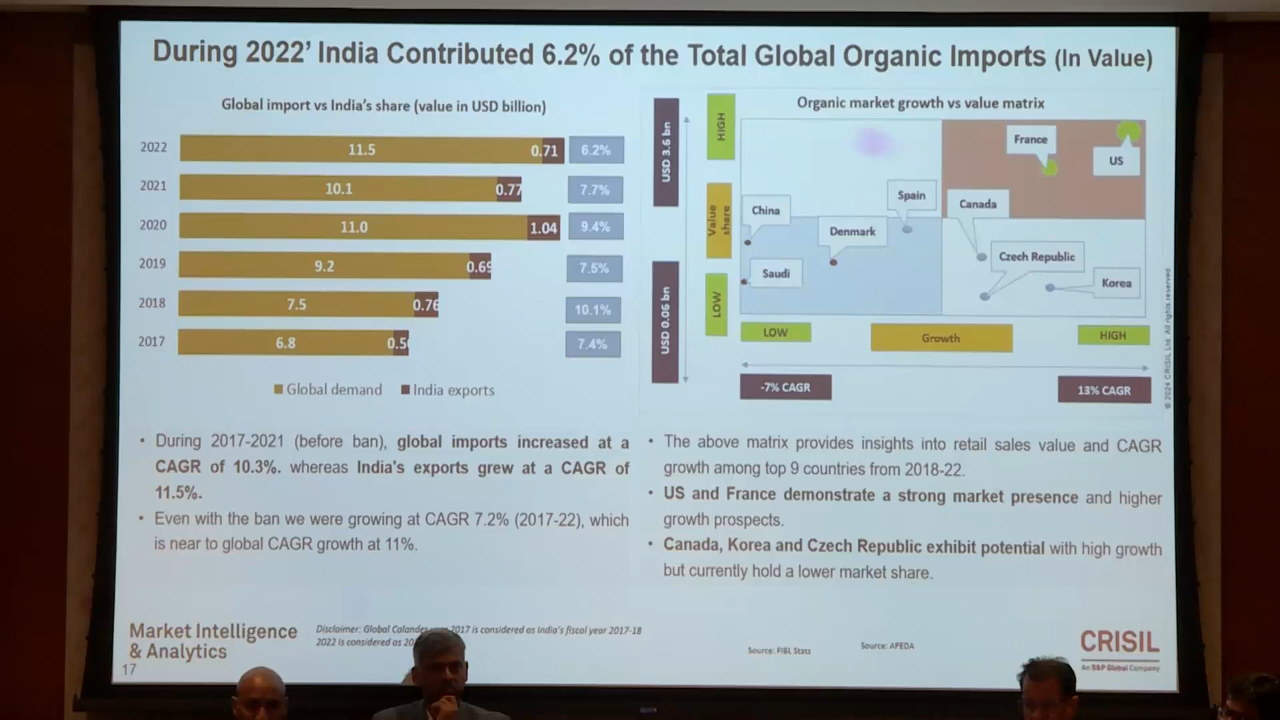 During 2022’ India Contributed 6.2% of the Total Global Organic Imports (In Value)
Global import vs India’s share (value in USD billion)
2022 11.5 0.71 6.2%
2021 10.1 0.77 7.7%
2020 11.0 1.04 9.4%
2019 9.2 0.69 7.5%
2018 7.5 0.76 10.1%
2017 6.8 7.4%
Global demand India exports
• During 2017-2021 (before ban), global imports increased at a
CAGR of 10.3%. whereas India’s exports grew at a CAGR of
11.5%.
• Even with the ban we were growing at CAGR 7.2% (2017-22), which
is near to global CAGR growth at 11%.
Organic market growth vs value matrix
USD 3.6 bn
USD 0.06 bn
HIGH
Value
share
LOW
France
US
Spain
Canada
China
Denmark
Czech Republic
Saudi
Korea
LOW Growth HIGH
-7% CAGR 13% CAGR
© 2024 CRISIL Ltd. All rights reserved
• The above matrix provides insights into retail sales value and CAGR
growth among top 9 countries from 2018-22.
• US and France demonstrate a strong market presence and higher
growth prospects.
• Canada, Korea and Czech Republic exhibit potential with high growth
but currently hold a lower market share.
Market Intelligence
& Analytics
17
Disclaimer: Global Calander 2017 is considered as India’s fiscal year 2017-18
2022 is considered as
Source: FIBL Stats
Source: APEDA
CRISIL
An S&P Global Company